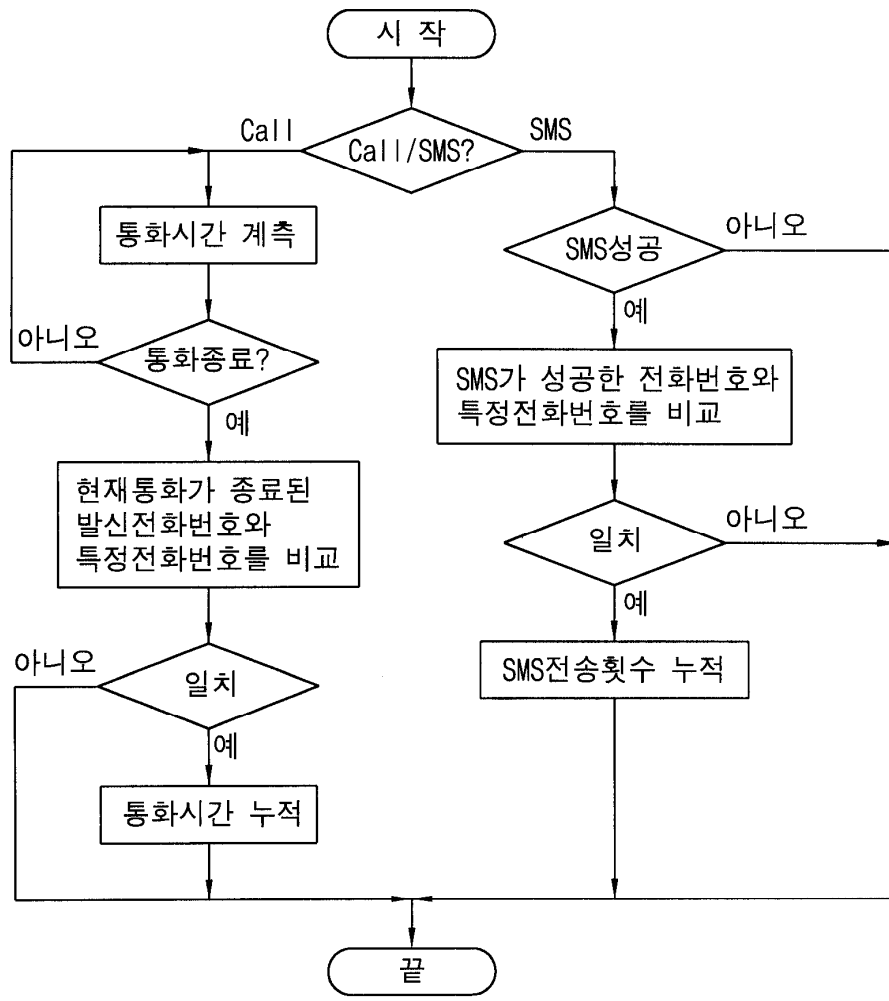 시 작
Call/SMS?
Call
SMS
통화시간 계측
통화종료?
아니오
예
현재통화가 종료된
발신전화번호와
특정전화번호를 비교
일치
아니오
예
통화시간 누적
SMS성공
아니오
예
SMS가 성공한 전화번호와
특정전화번호를 비교
일치
아니오
예
SMS전송횟수 누적
끝